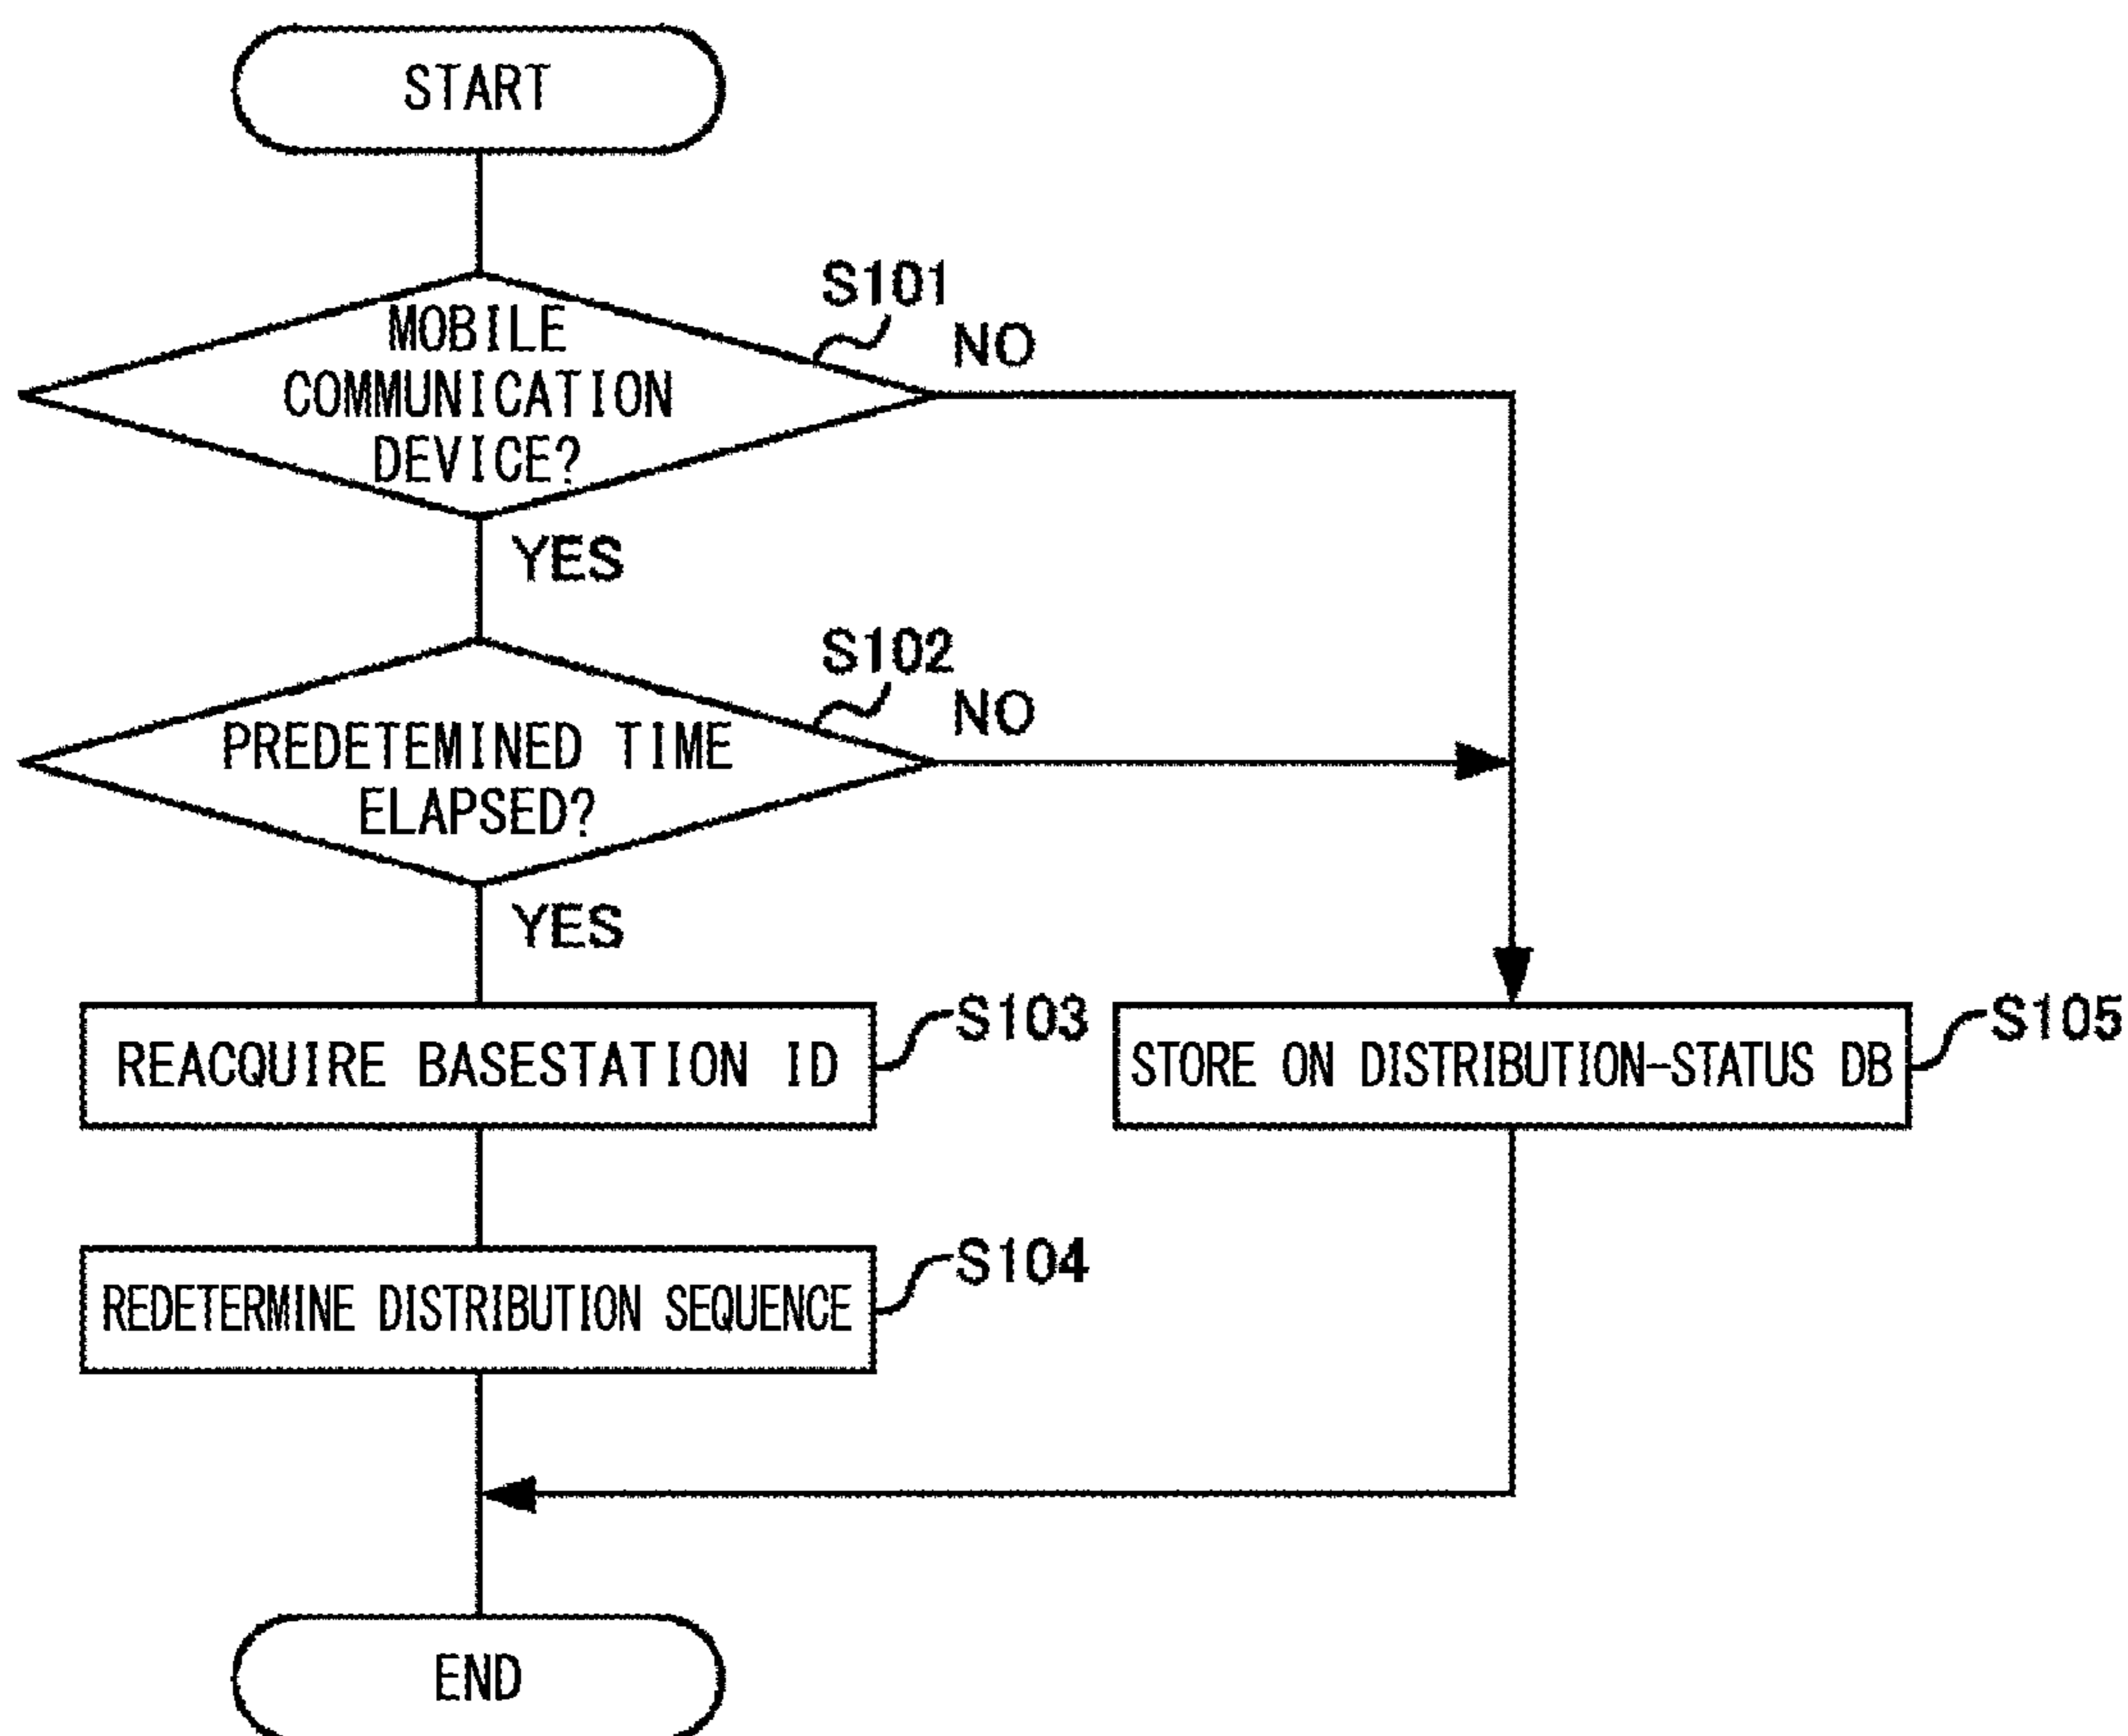 START
S101
MOBILE
COMMUNICATION
DEVICE?
NO
YES
S102
PREDETEMINED TIME
ELAPSED?
NO
YES
REACQUIRE BASESTATION ID
S103
STORE ON DISTRIBUTION-STATUS DB
S105
REDETERMINE DISTRIBUTION SEQUENCE
S104
END